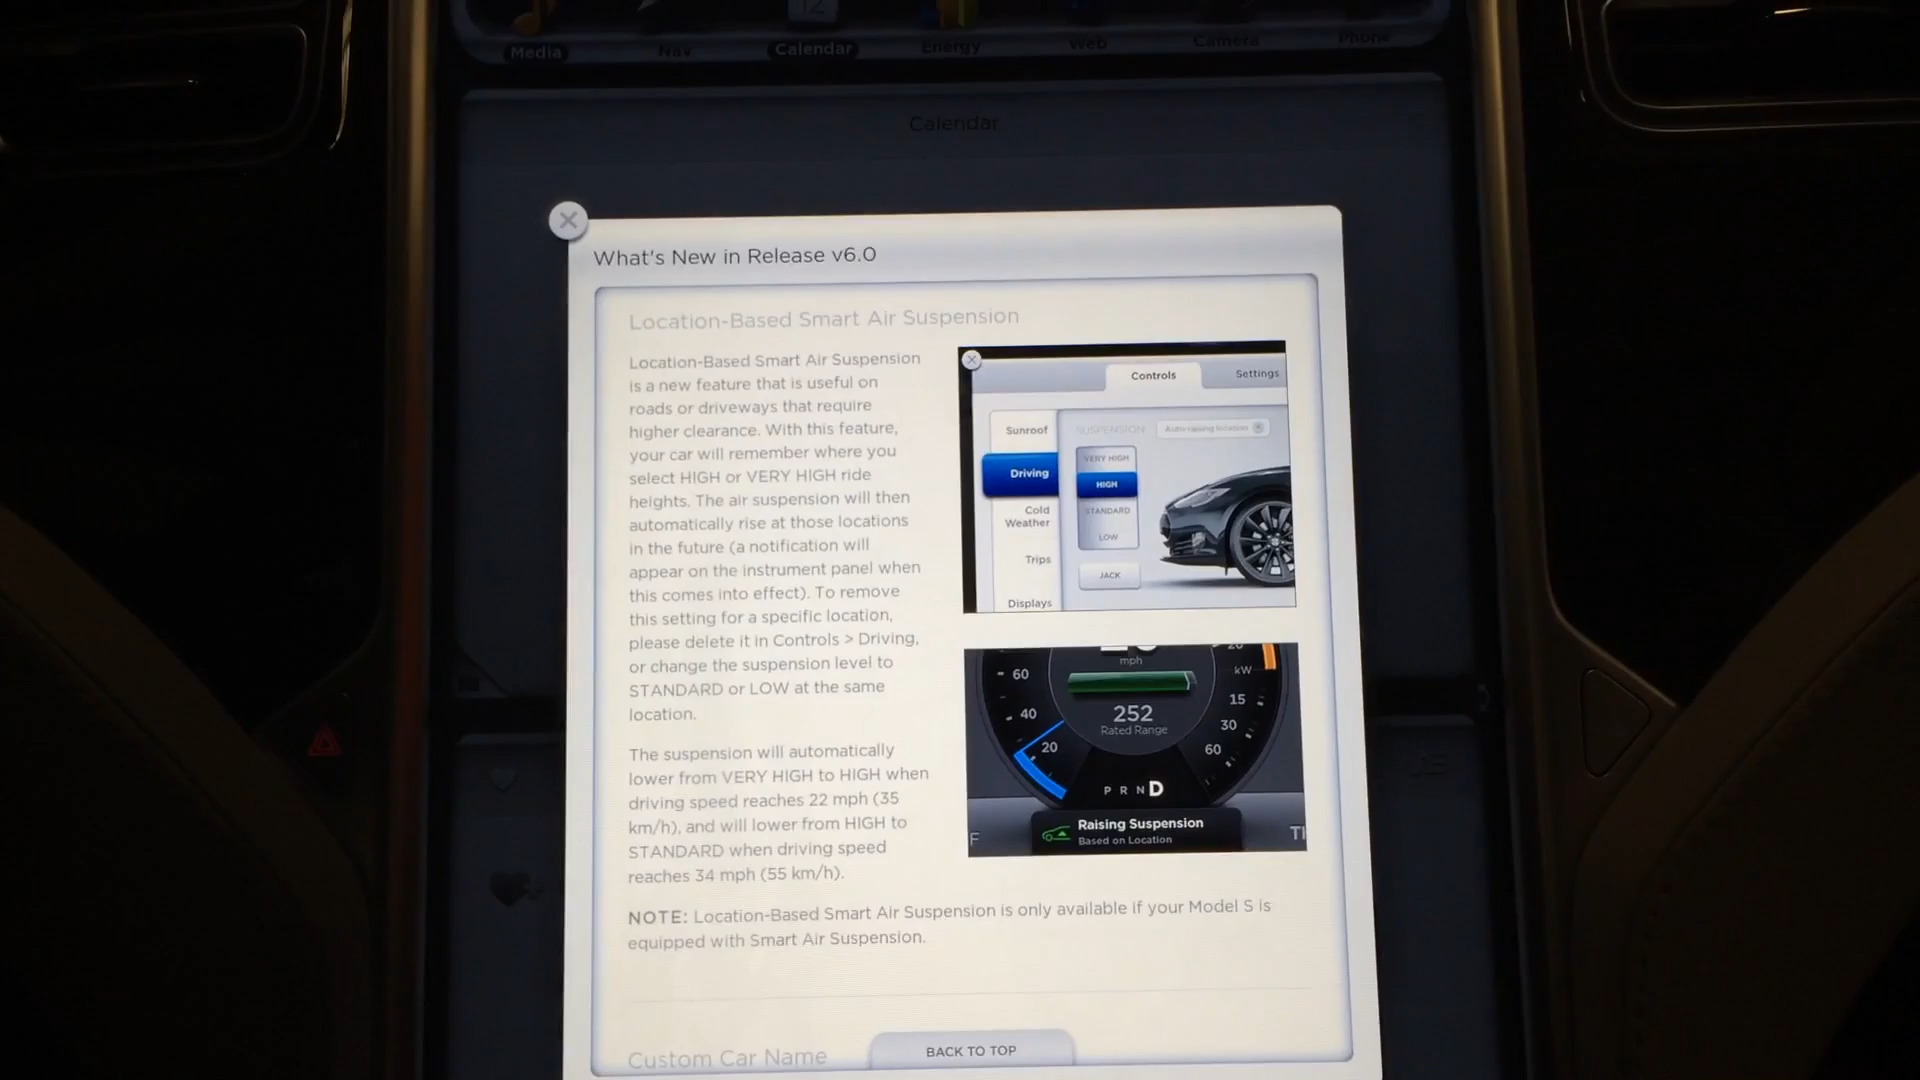 12
Media
Nav
Calendar
Energy
Web
Camera
Phone
Calendar
What's New in Release v6.0
Location-Based Smart Air Suspension
Location-Based Smart Air Suspension
is a new feature that is useful on
roads or driveways that require
higher clearance. With this feature,
your car will remember where you
select HIGH or VERY HIGH ride
heights. The air suspension will then
automatically rise at those locations
in the future (a notification will
appear on the instrument panel when
this comes into effect). To remove
this setting for a specific location,
please delete it in Controls > Driving,
or change the suspension level to
STANDARD or LOW at the same
location.
The suspension will automatically
lower from VERY HIGH to HIGH when
driving speed reaches 22 mph (35
km/h), and will lower from HIGH to
STANDARD when driving speed
reaches 34 mph (55 km/h).
Controls
Settings
Sunroof
Driving
Cold
Weather
Trips
Displays
SUSPENSION
Auto-raising location
VERY HIGH
HIGH
STANDARD
LOW
JACK
mph
60
40
20
252
Rated Range
20
kW
15
30
60
P R N D
F
Raising Suspension
Based on Location
NOTE: Location-Based Smart Air Suspension is only available if your Model S is
equipped with Smart Air Suspension.
Custom Car Name
BACK TO TOP